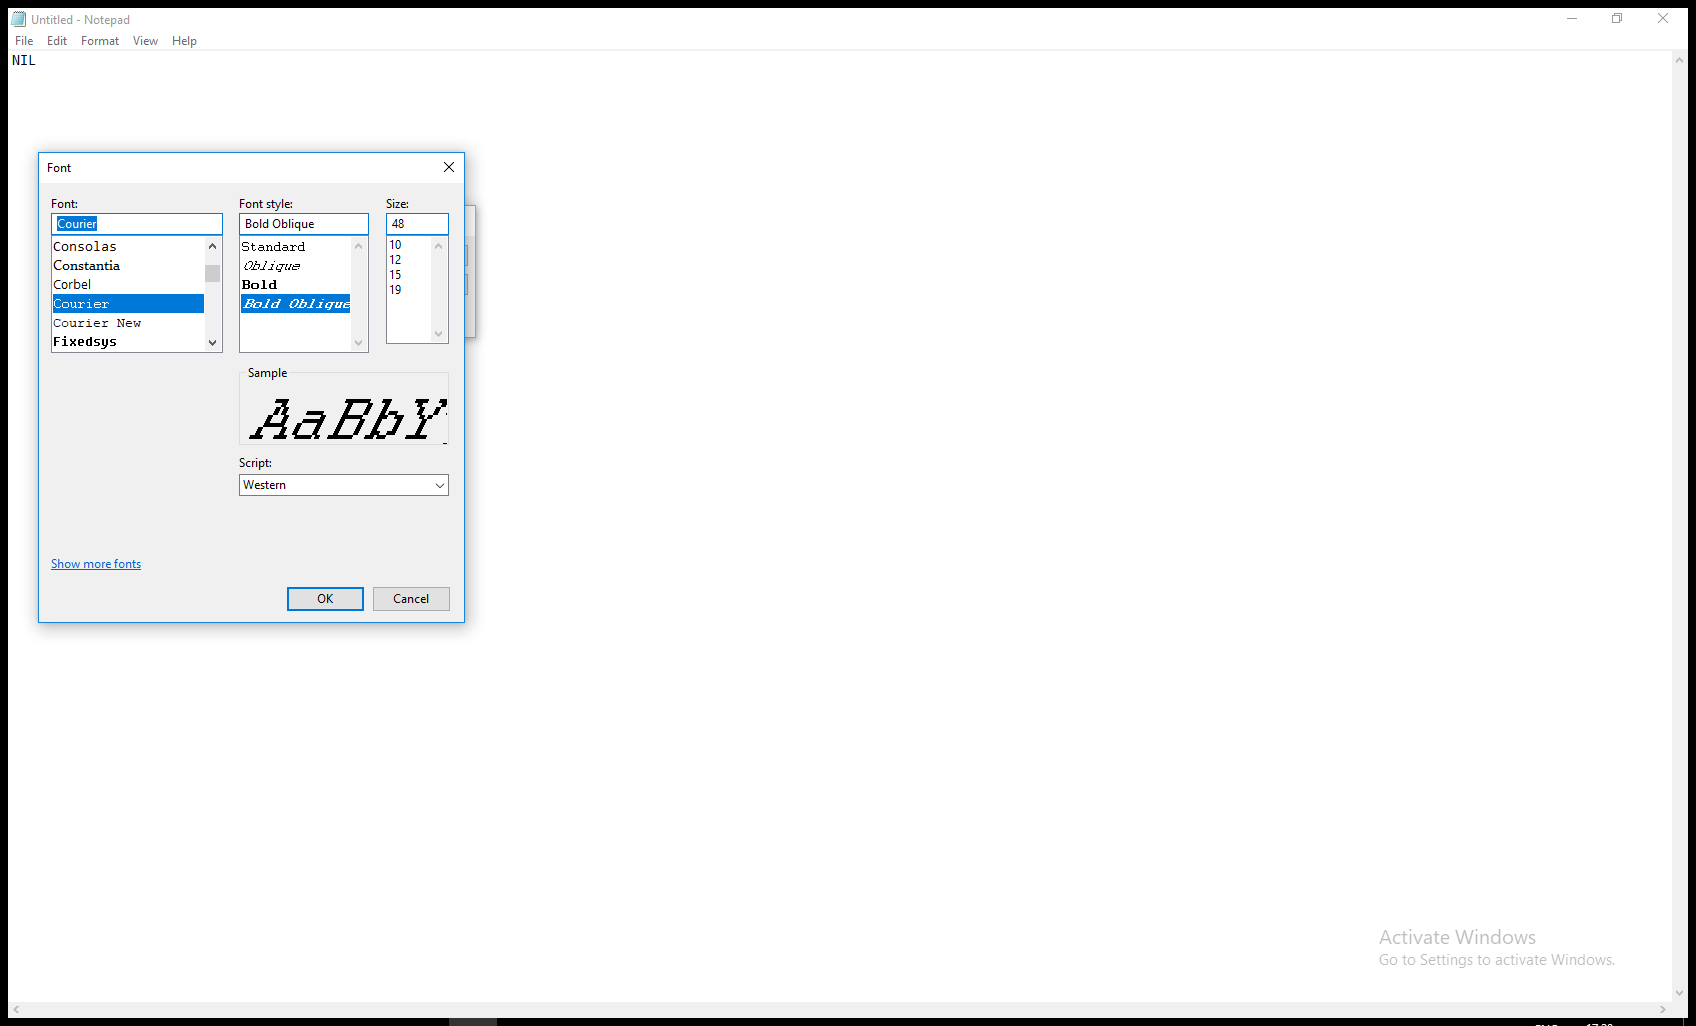 Untitled - Notepad
File Edit Format View Help
NIL
Font
Font: Font style: Size:
Courier Bold Oblique 48
Consolas
Constantia
Corbel
Courier
Courier New
Fixedsys
Standard
Oblique
Bold
Bold Oblique
10
12
15
19
Sample
AaBbY
Script:
Western
Show more fonts
OK Cancel
Activate Windows
Go to Settings to activate Windows.